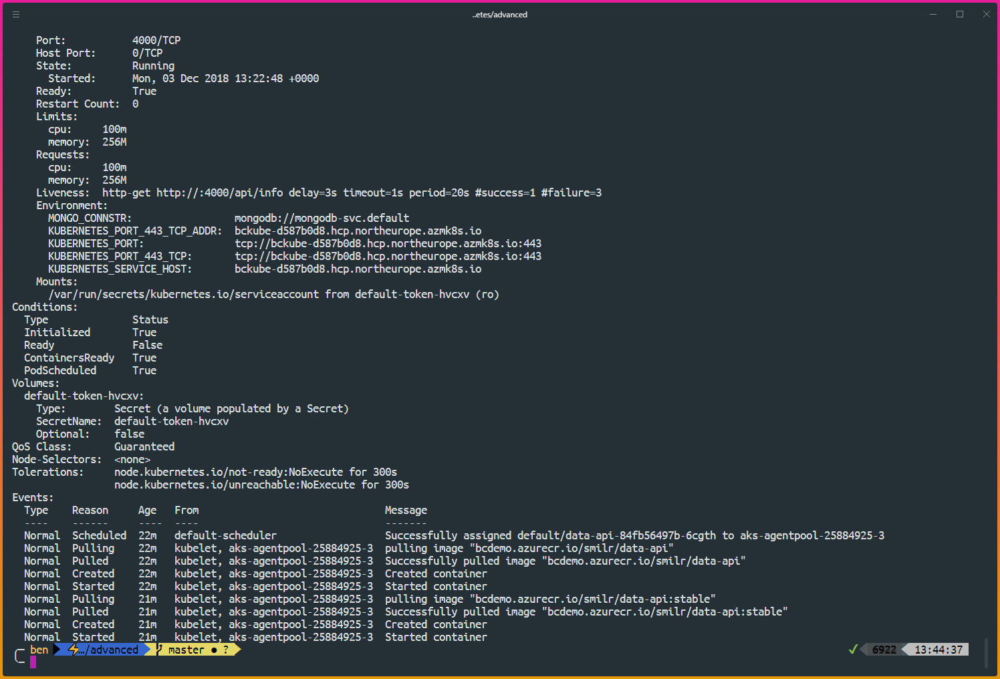 ..etes/advanced
Port: 4000/TCP
Host Port: 0/TCP
State: Running
Started: Mon, 03 Dec 2018 13:22:48 +0000
Ready: True
Restart Count: 0
Limits:
cpu: 100m
memory: 256M
Requests:
cpu: 100m
memory: 256M
Liveness: http-get http://:4000/api/info delay=3s timeout=1s period=20s #success=1 #failure=3
Environment:
MONGO_CONNSTR: mongodb://mongodb-svc.default
KUBERNETES_PORT_443_TCP_ADDR: bckube-d587b0d8.hcp.northeurope.azmk8s.io
KUBERNETES_PORT: tcp://bckube-d587b0d8.hcp.northeurope.azmk8s.io:443
KUBERNETES_PORT_443_TCP: tcp://bckube-d587b0d8.hcp.northeurope.azmk8s.io:443
KUBERNETES_SERVICE_HOST: bckube-d587b0d8.hcp.northeurope.azmk8s.io
Mounts:
/var/run/secrets/kubernetes.io/serviceaccount from default-token-hvcxv (ro)
Conditions:
Type Status
Initialized True
Ready False
ContainersReady True
PodScheduled True
Volumes:
default-token-hvcxv:
Type: Secret (a volume populated by a Secret)
SecretName: default-token-hvcxv
Optional: false
QoS Class: Guaranteed
Node-Selectors: <none>
Tolerations: node.kubernetes.io/not-ready:NoExecute for 300s
node.kubernetes.io/unreachable:NoExecute for 300s
Events:
Type Reason Age From Message
---- ------ ---- ---- -------
Normal Scheduled 22m default-scheduler Successfully assigned default/data-api-84fb56497b-6cgth to aks-agentpool-25884925-3
Normal Pulling 22m kubelet, aks-agentpool-25884925-3 pulling image "bcdemo.azurecr.io/smilr/data-api"
Normal Pulled 22m kubelet, aks-agentpool-25884925-3 Successfully pulled image "bcdemo.azurecr.io/smilr/data-api"
Normal Created 22m kubelet, aks-agentpool-25884925-3 Created container
Normal Started 22m kubelet, aks-agentpool-25884925-3 Started container
Normal Pulling 21m kubelet, aks-agentpool-25884925-3 pulling image "bcdemo.azurecr.io/smilr/data-api:stable"
Normal Pulled 21m kubelet, aks-agentpool-25884925-3 Successfully pulled image "bcdemo.azurecr.io/smilr/data-api:stable"
Normal Created 21m kubelet, aks-agentpool-25884925-3 Created container
Normal Started 21m kubelet, aks-agentpool-25884925-3 Started container
ben ⚡…/advanced master ● ? ✓ 6922 13:44:37